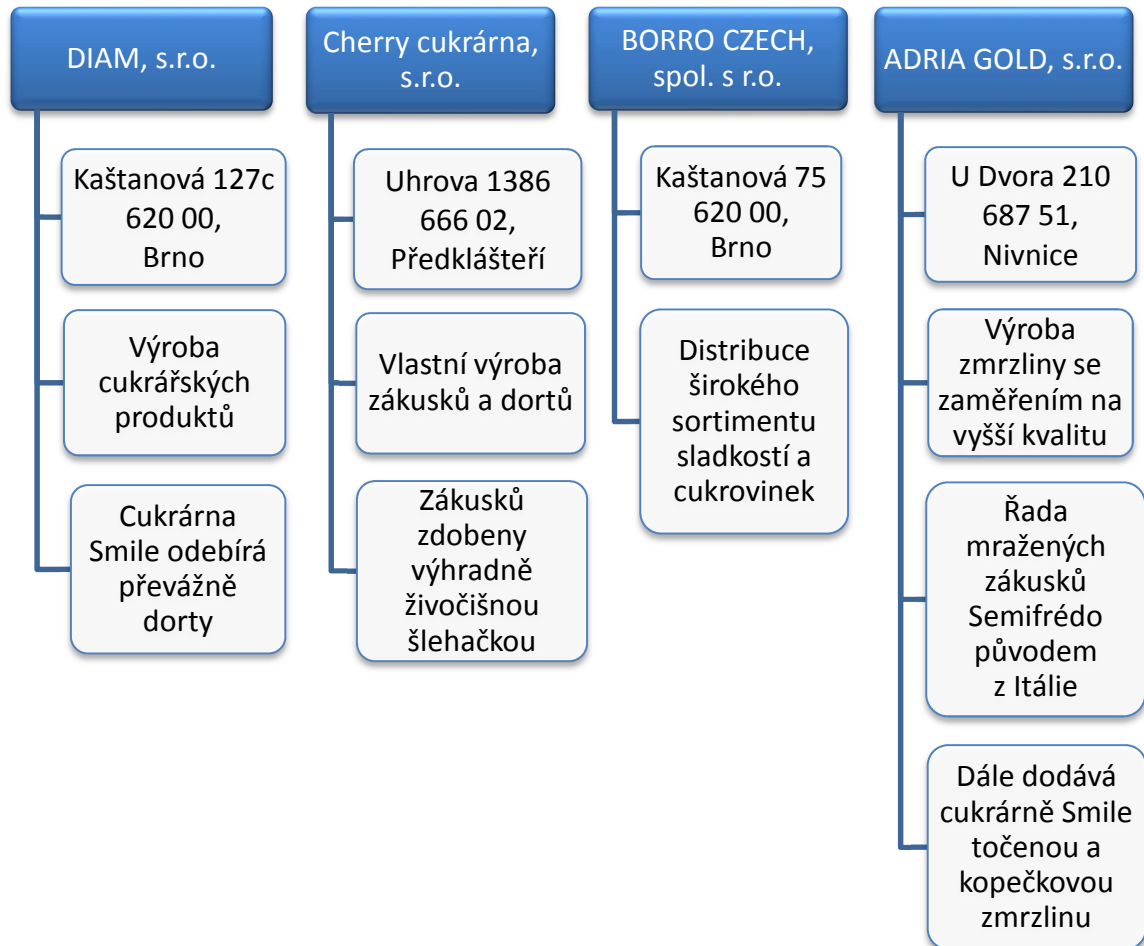 DIAM, s.r.o.
Kaštanová 127c
620 00,
Brno
Výroba
cukrářských
produktů
Cukrárna
Smile odebírá
převážně
dorty
Cherry cukrárna,
s.r.o.
Uhrova 1386
666 02,
Předklášteří
Vlastní výroba
zákusků a dortů
Zákusků
zdobeny
výhradně
živočišnou
šlehačkou
BORRO CZECH,
spol. s r.o.
Kaštanová 75
620 00,
Brno
Distribuce
širokého
sortimentu
sladkostí a
cukrovinek
ADRIA GOLD, s.r.o.
U Dvora 210
687 51,
Nivnice
Výroba
zmrzliny se
zaměřením na
vyšší kvalitu
Řada
mražených
zákusků
Semifrédo
původem
z Itálie
Dále dodává
cukrárně Smile
točenou a
kopečkovou
zmrzlinu